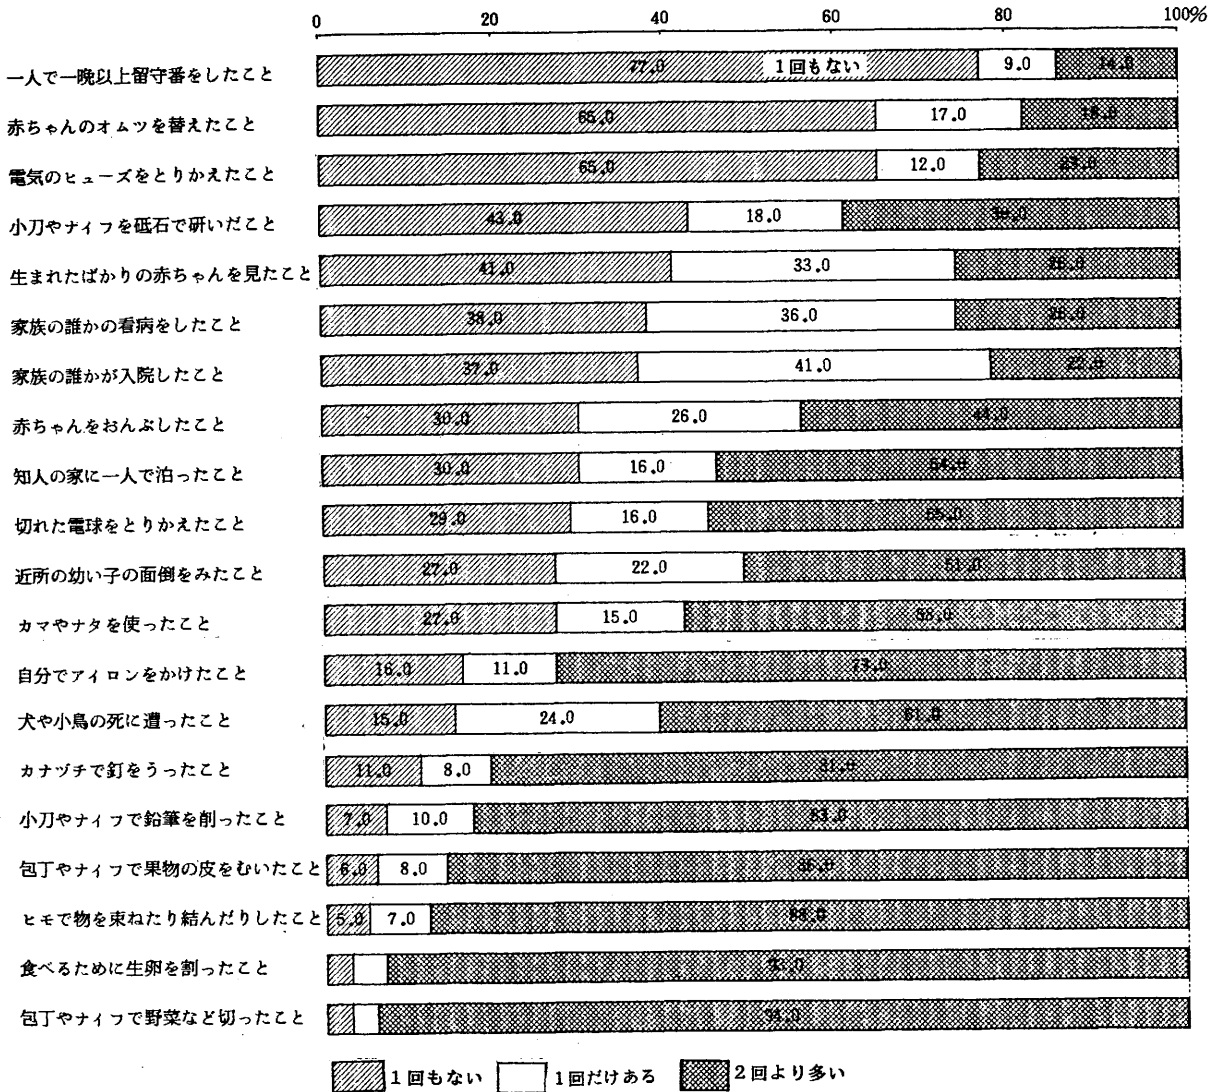 0 20 40 60 80 100%
一人で一晩以上留守番をしたこと 77.0 1回もない 9.0 14.0
赤ちゃんのオムツを替えたこと 65.0 17.0 18.0
電気のヒューズをとりかえたこと 65.0 12.0 23.0
小刀やナイフを砥石で研いだこと 43.0 18.0 39.0
生まれたばかりの赤ちゃんを見たこと 41.0 33.0 26.0
家族の誰かの看病をしたこと 38.0 36.0 26.0
家族の誰かが入院したこと 37.0 41.0 22.0
赤ちゃんをおんぶしたこと 30.0 26.0 44.0
知人の家に一人で泊ったこと 30.0 16.0 54.0
切れた電球をとりかえたこと 29.0 16.0 55.0
近所の幼い子の面倒をみたこと 27.0 22.0 51.0
カマやナタを使ったこと 27.0 15.0 58.0
自分でアイロンをかけたこと 16.0 11.0 73.0
犬や小鳥の死に遭ったこと 15.0 24.0 61.0
カナヅチで釘をうったこと 11.0 8.0 81.0
小刀やナイフで鉛筆を削ったこと 7.0 10.0 83.0
包丁やナイフで果物の皮をむいたこと 6.0 8.0 86.0
ヒモで物を束ねたり結んだりしたこと 5.0 7.0 88.0
食べるために生卵を割ったこと
包丁やナイフで野菜など切ったこと 94.0
1回もない 1回だけある 2回より多い